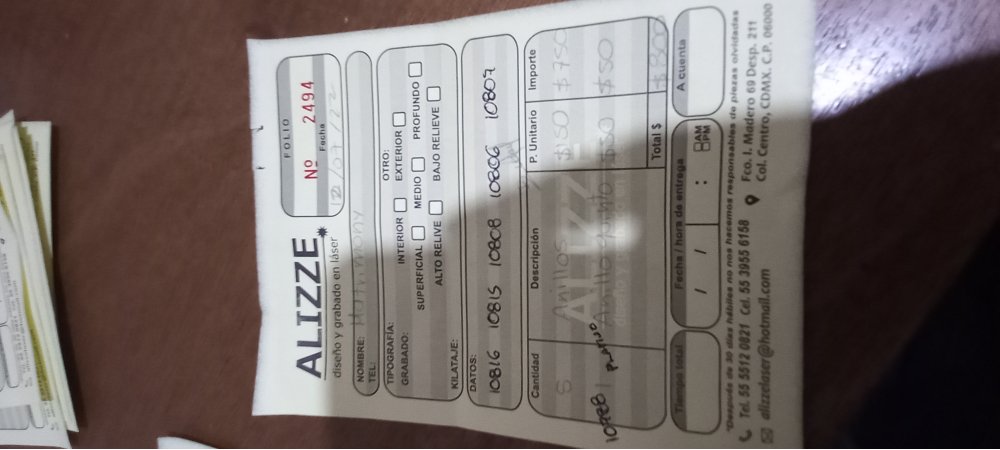 ALIZZE
diseño y grabado en láser
FOLIO
Nº 2494
Fecha
NOMBRE: Harmony
TEL:
TIPOGRAFÍA:
OTRO:
GRABADO:
INTERIOR
EXTERIOR
SUPERFICIAL
MEDIO
PROFUNDO
ALTO RELIVE
BAJO RELIEVE
KILATAJE:
DATOS:
10816 10815 10808 10806 10807
Cantidad Descripción P. Unitario Importe
5 Anillos $150 $750
1 Anillo $50 $50
PLATINO
Total $ $800
Tiempo total
Fecha / hora de entrega
/ / :
AM
PM
A cuenta
*Después de 30 días hábiles no nos hacemos responsables de piezas olvidadas
Tel. 55 5512 0821 Cel. 55 3955 6158
alizzelaser@hotmail.com
Fco. I. Madero 69 Desp. 211
Col. Centro, CDMX, C.P. 06000